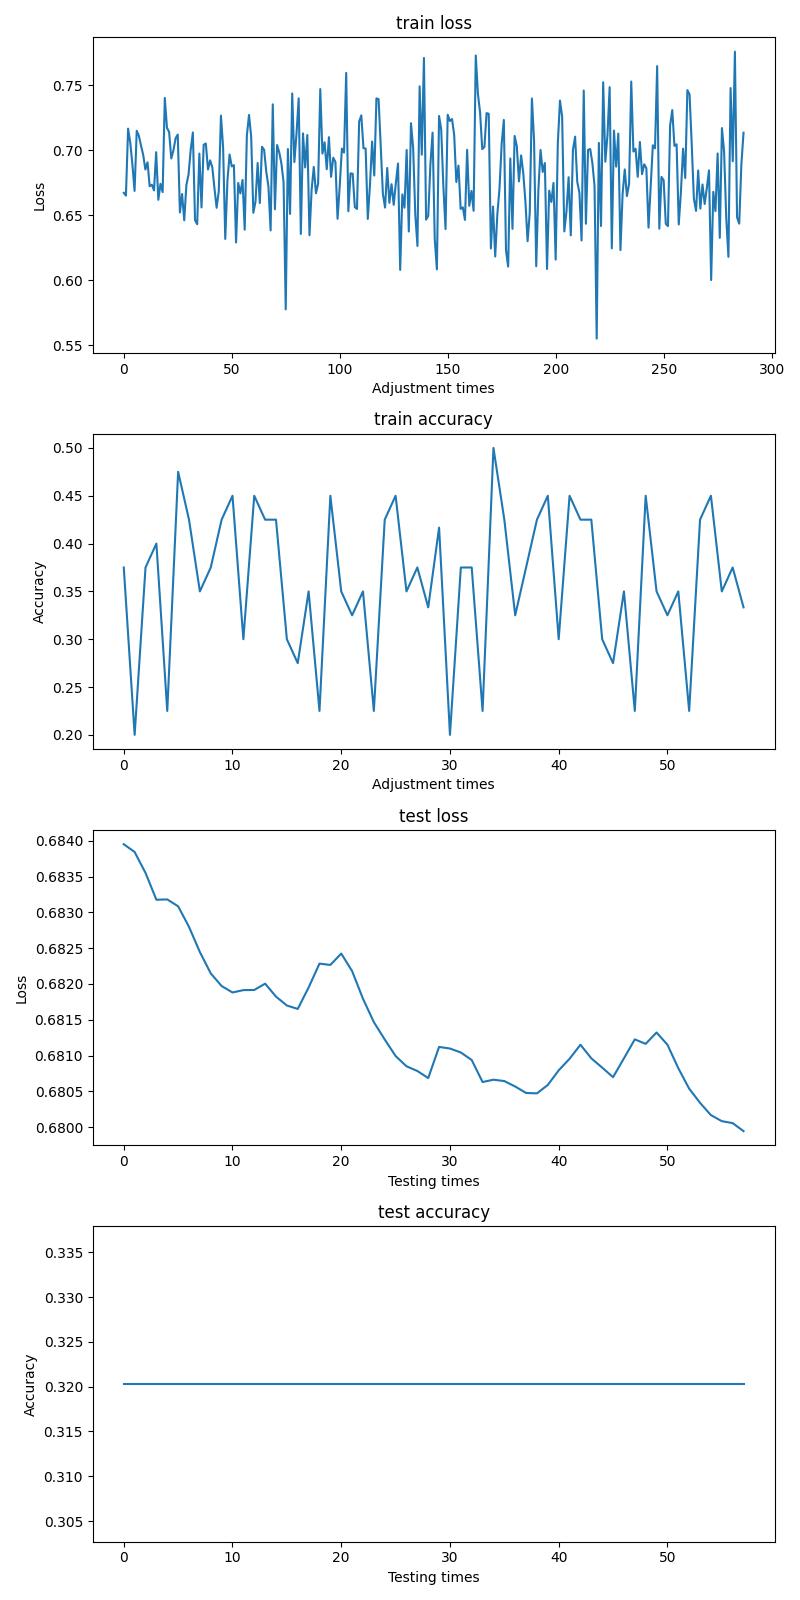 train loss
0.75
0.70
0.65
0.60
0.55
Loss
0 50 100 150 200 250 300
Adjustment times
train accuracy
0.50
0.45
0.40
0.35
0.30
0.25
0.20
Accuracy
0 10 20 30 40 50
Adjustment times
test loss
0.6840
0.6835
0.6830
0.6825
0.6820
0.6815
0.6810
0.6805
0.6800
Loss
0 10 20 30 40 50
Testing times
test accuracy
0.335
0.330
0.325
0.320
0.315
0.310
0.305
Accuracy
0 10 20 30 40 50
Testing times